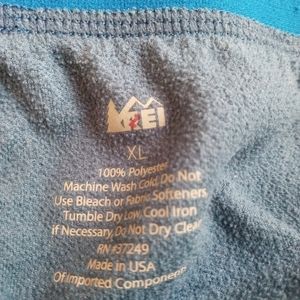 REI
XL
100% Polyester
Machine Wash Cold, Do Not
Use Bleach or Fabric Softeners
Tumble Dry Low, Cool Iron
if Necessary, Do Not Dry Clean
RN#37249
Made in USA
Of Imported Components